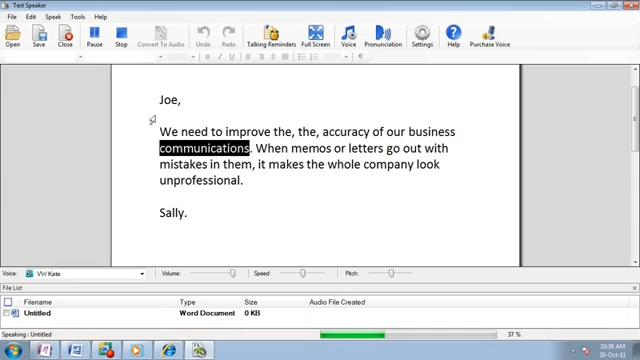 Text Speaker
File Edit Speak Tools Help
Open Save Close Pause Stop Convert To Audio Undo Redo Talking Reminders Full Screen Voice Pronunciation Settings Help Purchase Voice
Joe,
We need to improve the, the, accuracy of our business
communications. When memos or letters go out with
mistakes in them, it makes the whole company look
unprofessional.
Sally.
Voice: VW Kate Volume: Speed: Pitch:
File List
Filename Type Size Audio File Created
Untitled Word Document 0 KB
Speaking : Untitled 37 %
10:39 AM
20-Oct-11